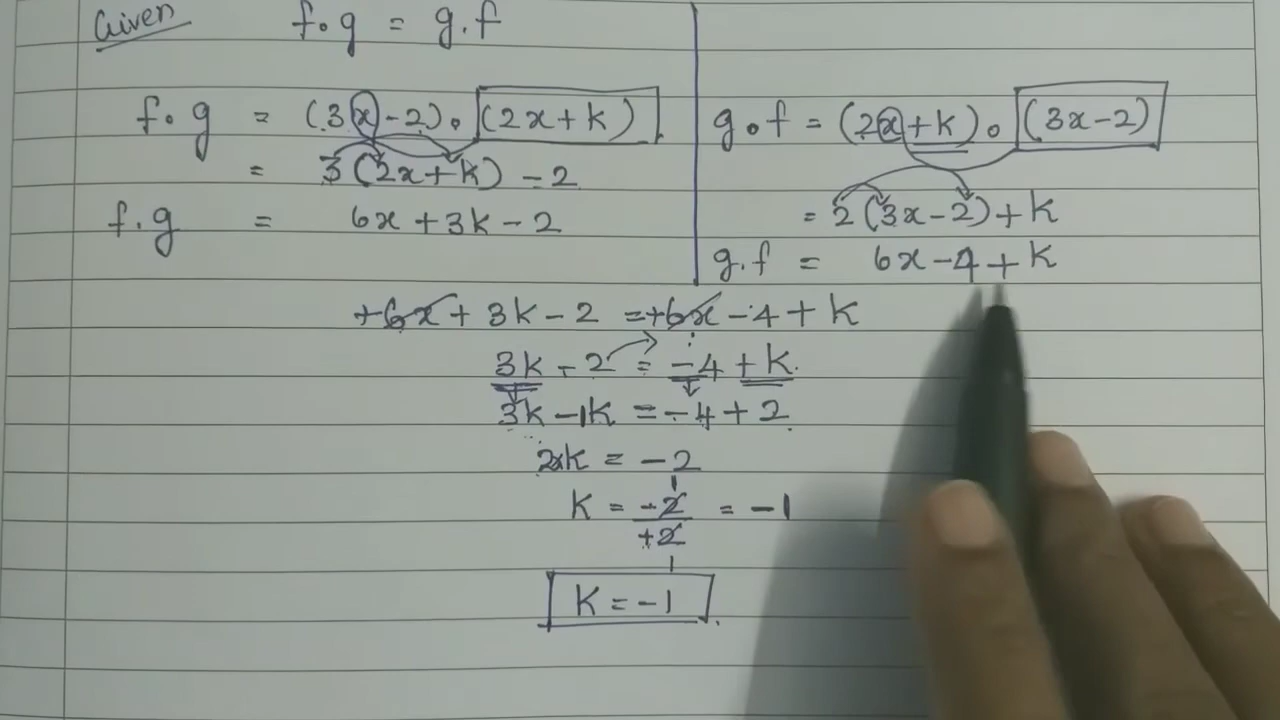 Given f∘g = g.f
f∘g = (3x-2)∘(2x+k)
= 3(2x+k)-2
f.g = 6x+3k-2
g∘f = (2x+k)∘(3x-2)
= 2(3x-2)+k
g.f = 6x-4+k
+6x+3k-2 = +6x-4+k
3k-2 = -4+k
3k-1k = -4+2
2k = -2
K = -2/+2 = -1
K = -1